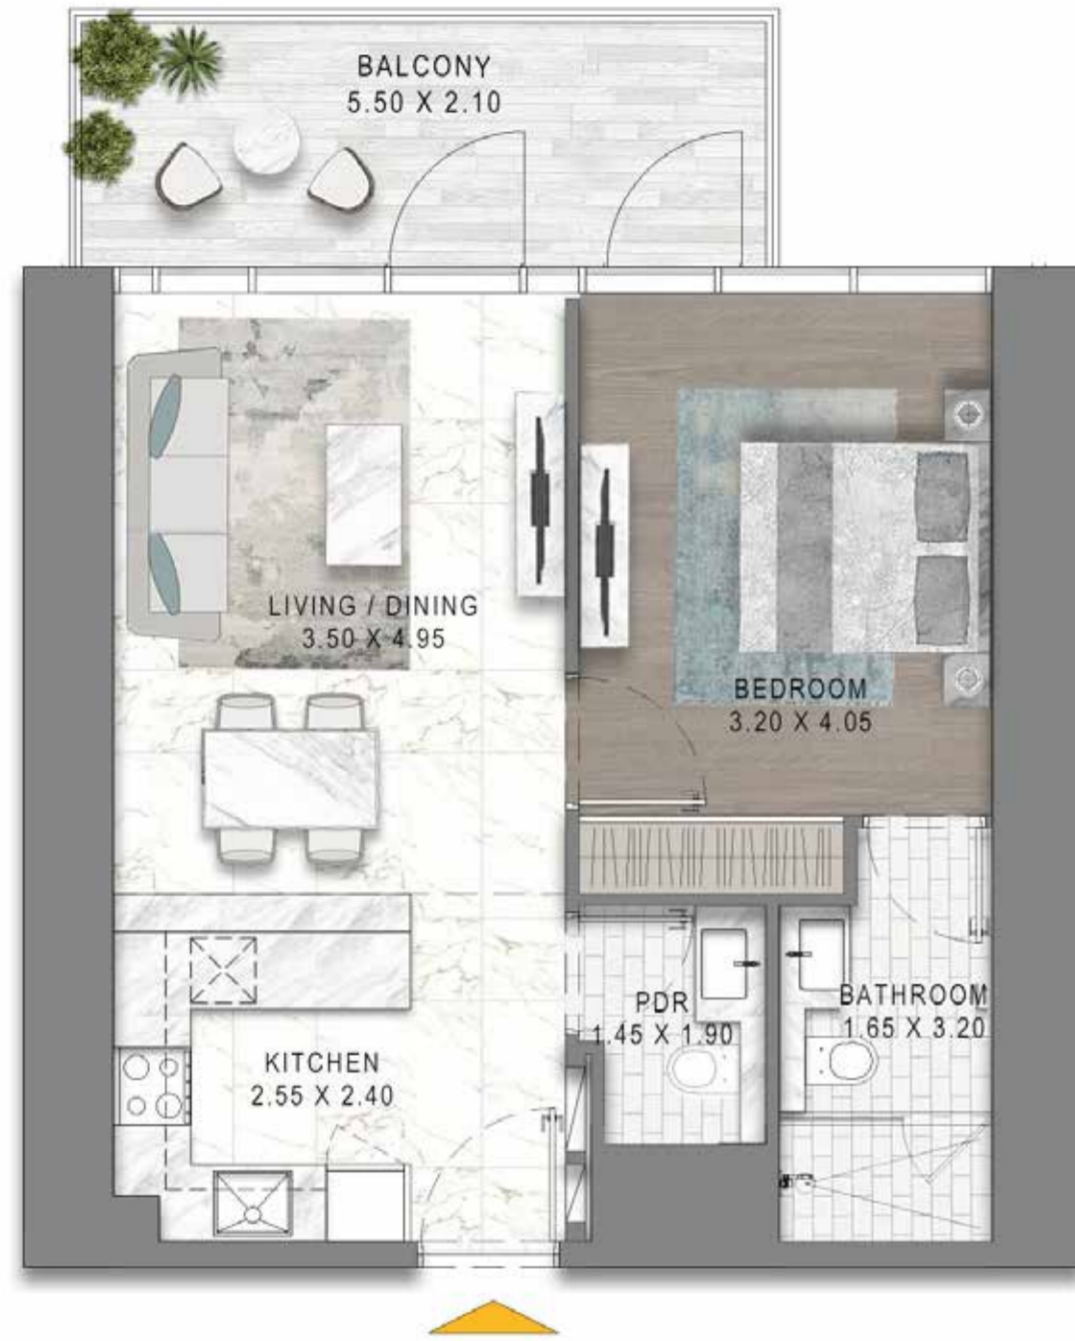 BALCONY
5.50 X 2.10
LIVING / DINING
3.50 X 4.95
BEDROOM
3.20 X 4.05
PDR
1.45 X 1.90
BATHROOM
1.65 X 3.20
KITCHEN
2.55 X 2.40